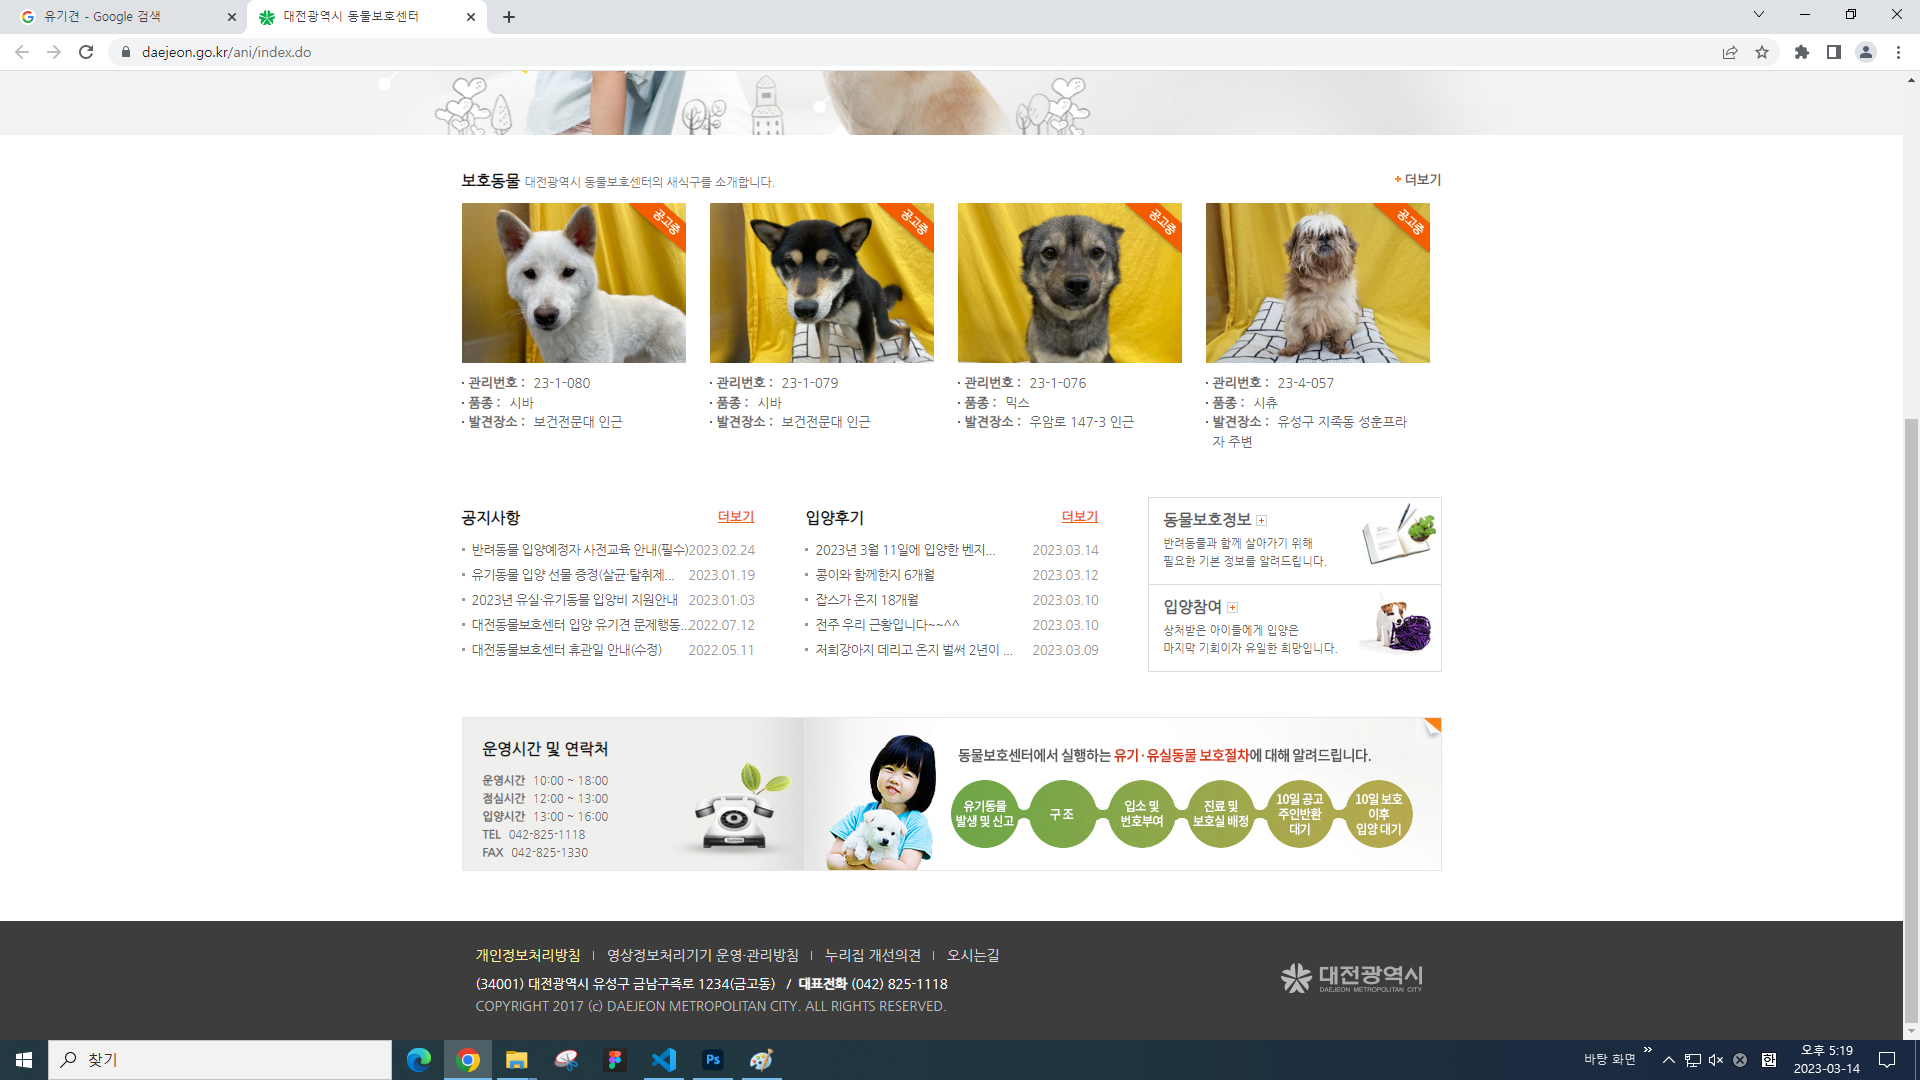 유기견 - Google 검색
대전광역시 동물보호센터
daejeon.go.kr/ani/index.do
보호동물 대전광역시 동물보호센터의 새식구를 소개합니다.
더보기
공고중
공고중
공고중
공고중
관리번호 : 23-1-080
품종 : 시바
발견장소 : 보건전문대 인근
관리번호 : 23-1-079
품종 : 시바
발견장소 : 보건전문대 인근
관리번호 : 23-1-076
품종 : 믹스
발견장소 : 우암로 147-3 인근
관리번호 : 23-4-057
품종 : 시츄
발견장소 : 유성구 지족동 성훈프라
자 주변
공지사항 더보기
반려동물 입양예정자 사전교육 안내(필수) 2023.02.24
유기동물 입양 선물 증정(살균·탈취제... 2023.01.19
2023년 유실·유기동물 입양비 지원안내 2023.01.03
대전동물보호센터 입양 유기견 문제행동... 2022.07.12
대전동물보호센터 휴관일 안내(수정) 2022.05.11
입양후기 더보기
2023년 3월 11일에 입양한 벤지... 2023.03.14
콩이와 함께한지 6개월 2023.03.12
잡스가 온지 18개월 2023.03.10
전주 우리 근황입니다~~^^ 2023.03.10
저희강아지 데리고 온지 벌써 2년이 ... 2023.03.09
동물보호정보
반려동물과 함께 살아가기 위해
필요한 기본 정보를 알려드립니다.
입양참여
상처받은 아이들에게 입양은
마지막 기회이자 유일한 희망입니다.
운영시간 및 연락처
운영시간 10:00 ~ 18:00
점심시간 12:00 ~ 13:00
입양시간 13:00 ~ 16:00
TEL 042-825-1118
FAX 042-825-1330
동물보호센터에서 실행하는 유기·유실동물 보호절차에 대해 알려드립니다.
유기동물
발생 및 신고
구조
입소 및
번호부여
진료 및
보호실 배정
10일 공고
주인반환
대기
10일 보호
이후
입양 대기
개인정보처리방침 | 영상정보처리기기 운영·관리방침 | 누리집 개선의견 | 오시는길
(34001) 대전광역시 유성구 금남구즉로 1234(금고동) / 대표전화 (042) 825-1118
COPYRIGHT 2017 (c) DAEJEON METROPOLITAN CITY. ALL RIGHTS RESERVED.
대전광역시
DAEJEON METROPOLITAN CITY
찾기
Ps
바탕 화면
한
오후 5:19
2023-03-14